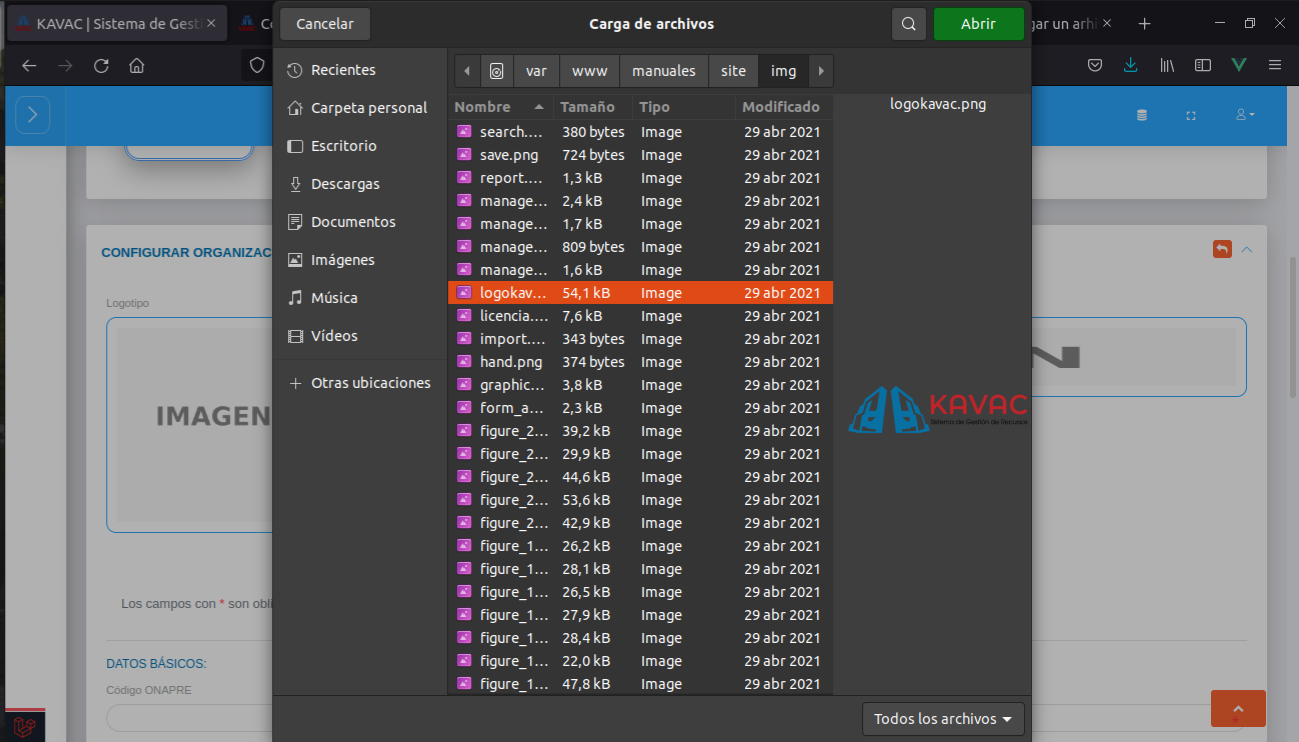 KAVAC | Sistema de Gesti
Cancelar
Carga de archivos
Abrir
gar un arhi
Recientes
Carpeta personal
Escritorio
Descargas
Documentos
Imágenes
Música
Vídeos
Otras ubicaciones
var www manuales site img
Nombre Tamaño Tipo Modificado
search.... 380 bytes Image 29 abr 2021
save.png 724 bytes Image 29 abr 2021
report.... 1,3 kB Image 29 abr 2021
manage... 2,4 kB Image 29 abr 2021
manage... 1,7 kB Image 29 abr 2021
manage... 809 bytes Image 29 abr 2021
manage... 1,6 kB Image 29 abr 2021
logokav... 54,1 kB Image 29 abr 2021
licencia.... 7,6 kB Image 29 abr 2021
import.... 343 bytes Image 29 abr 2021
hand.png 374 bytes Image 29 abr 2021
graphic... 3,8 kB Image 29 abr 2021
form_a... 2,3 kB Image 29 abr 2021
figure_2... 39,2 kB Image 29 abr 2021
figure_2... 29,9 kB Image 29 abr 2021
figure_2... 44,6 kB Image 29 abr 2021
figure_2... 53,6 kB Image 29 abr 2021
figure_2... 42,9 kB Image 29 abr 2021
figure_1... 26,2 kB Image 29 abr 2021
figure_1... 28,1 kB Image 29 abr 2021
figure_1... 26,5 kB Image 29 abr 2021
figure_1... 27,9 kB Image 29 abr 2021
figure_1... 28,4 kB Image 29 abr 2021
figure_1... 22,0 kB Image 29 abr 2021
figure_1... 47,8 kB Image 29 abr 2021
logokavac.png
KAVAC
Sistema de Gestión de Recursos
Todos los archivos
CONFIGURAR ORGANIZAC
Logotipo
IMAGEN
N
Los campos con * son obli
DATOS BÁSICOS:
Código ONAPRE